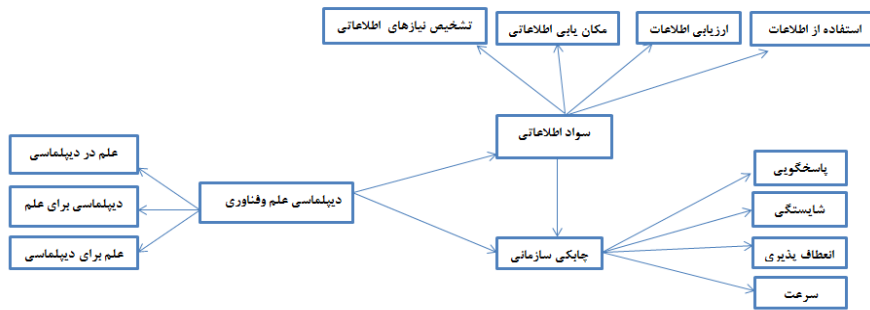 استفاده از اطلاعات
ارزیابی اطلاعات
مکان یابی اطلاعاتی
تشخیص نیازهای اطلاعاتی
سواد اطلاعاتی
علم در دیپلماسی
دیپلماسی برای علم
علم برای دیپلماسی
دیپلماسی علم وفناوری
چابکی سازمانی
پاسخگویی
شایستگی
انعطاف پذیری
سرعت